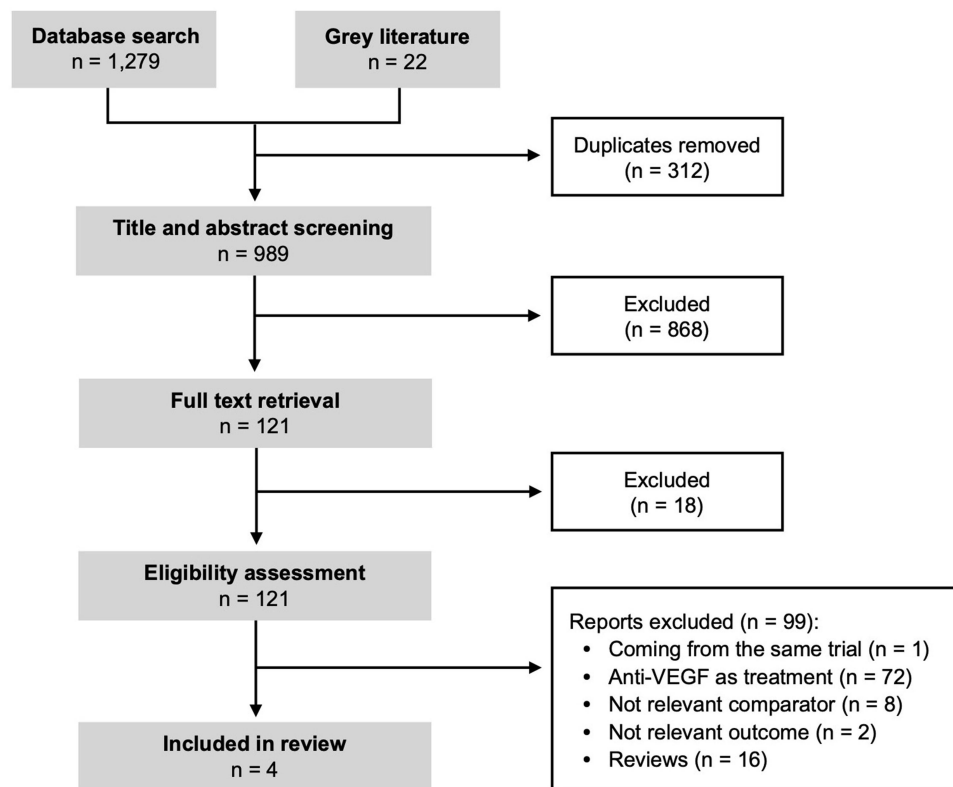 Database search
n = 1,279
Grey literature
n = 22
Duplicates removed
(n = 312)
Title and abstract screening
n = 989
Excluded
(n = 868)
Full text retrieval
n = 121
Excluded
(n = 18)
Eligibility assessment
n = 121
Reports excluded (n = 99):
• Coming from the same trial (n = 1)
• Anti-VEGF as treatment (n = 72)
• Not relevant comparator (n = 8)
• Not relevant outcome (n = 2)
• Reviews (n = 16)
Included in review
n = 4